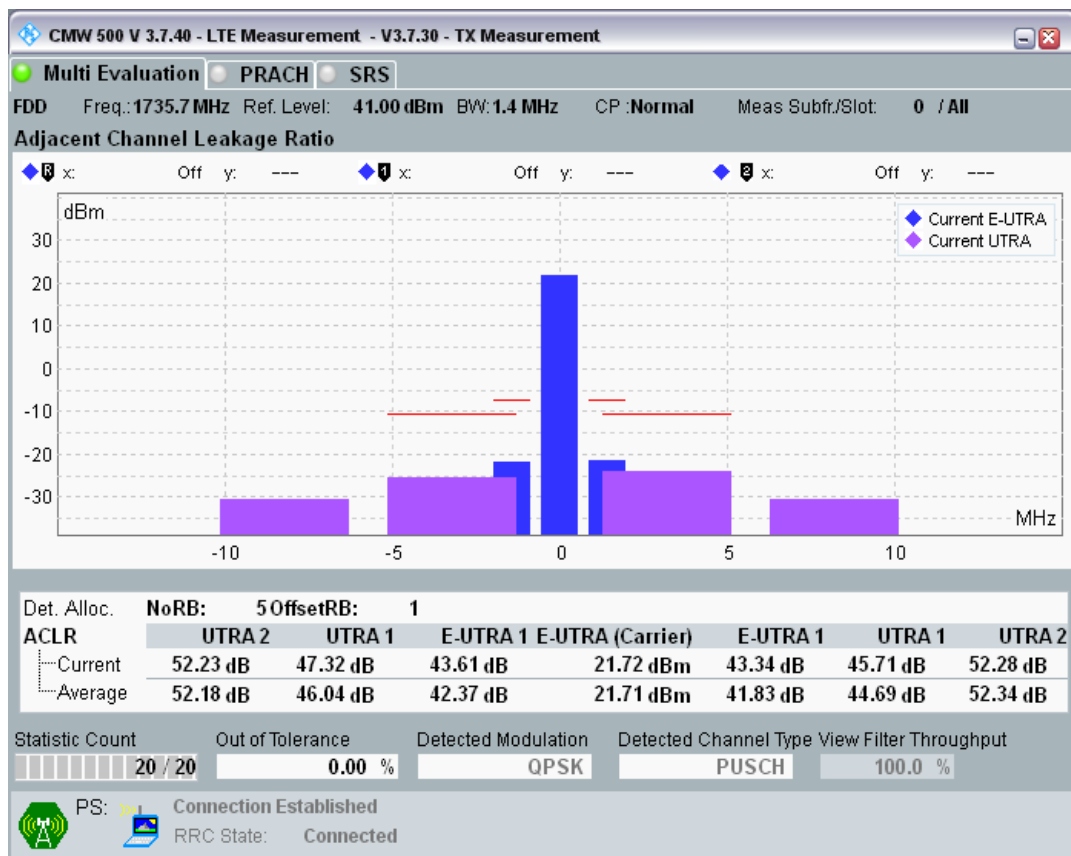 CMW 500 V 3.7.40 - LTE Measurement - V3.7.30 - TX Measurement
Multi Evaluation PRACH SRS
FDD Freq.: 1735.7 MHz Ref. Level: 41.00 dBm BW: 1.4 MHz CP : Normal Meas Subfr./Slot: 0 / All
Adjacent Channel Leakage Ratio
R x: Off y: --- 1 x: Off y: --- 2 x: Off y: ---
dBm
Current E-UTRA
Current UTRA
30
20
10
0
-10
-20
-30
MHz
-10 -5 0 5 10
Det. Alloc. NoRB: 5 OffsetRB: 1
ACLR UTRA 2 UTRA 1 E-UTRA 1 E-UTRA (Carrier) E-UTRA 1 UTRA 1 UTRA 2
Current 52.23 dB 47.32 dB 43.61 dB 21.72 dBm 43.34 dB 45.71 dB 52.28 dB
Average 52.18 dB 46.04 dB 42.37 dB 21.71 dBm 41.83 dB 44.69 dB 52.34 dB
Statistic Count Out of Tolerance Detected Modulation Detected Channel Type View Filter Throughput
20 / 20 0.00 % QPSK PUSCH 100.0 %
PS: Connection Established
RRC State: Connected